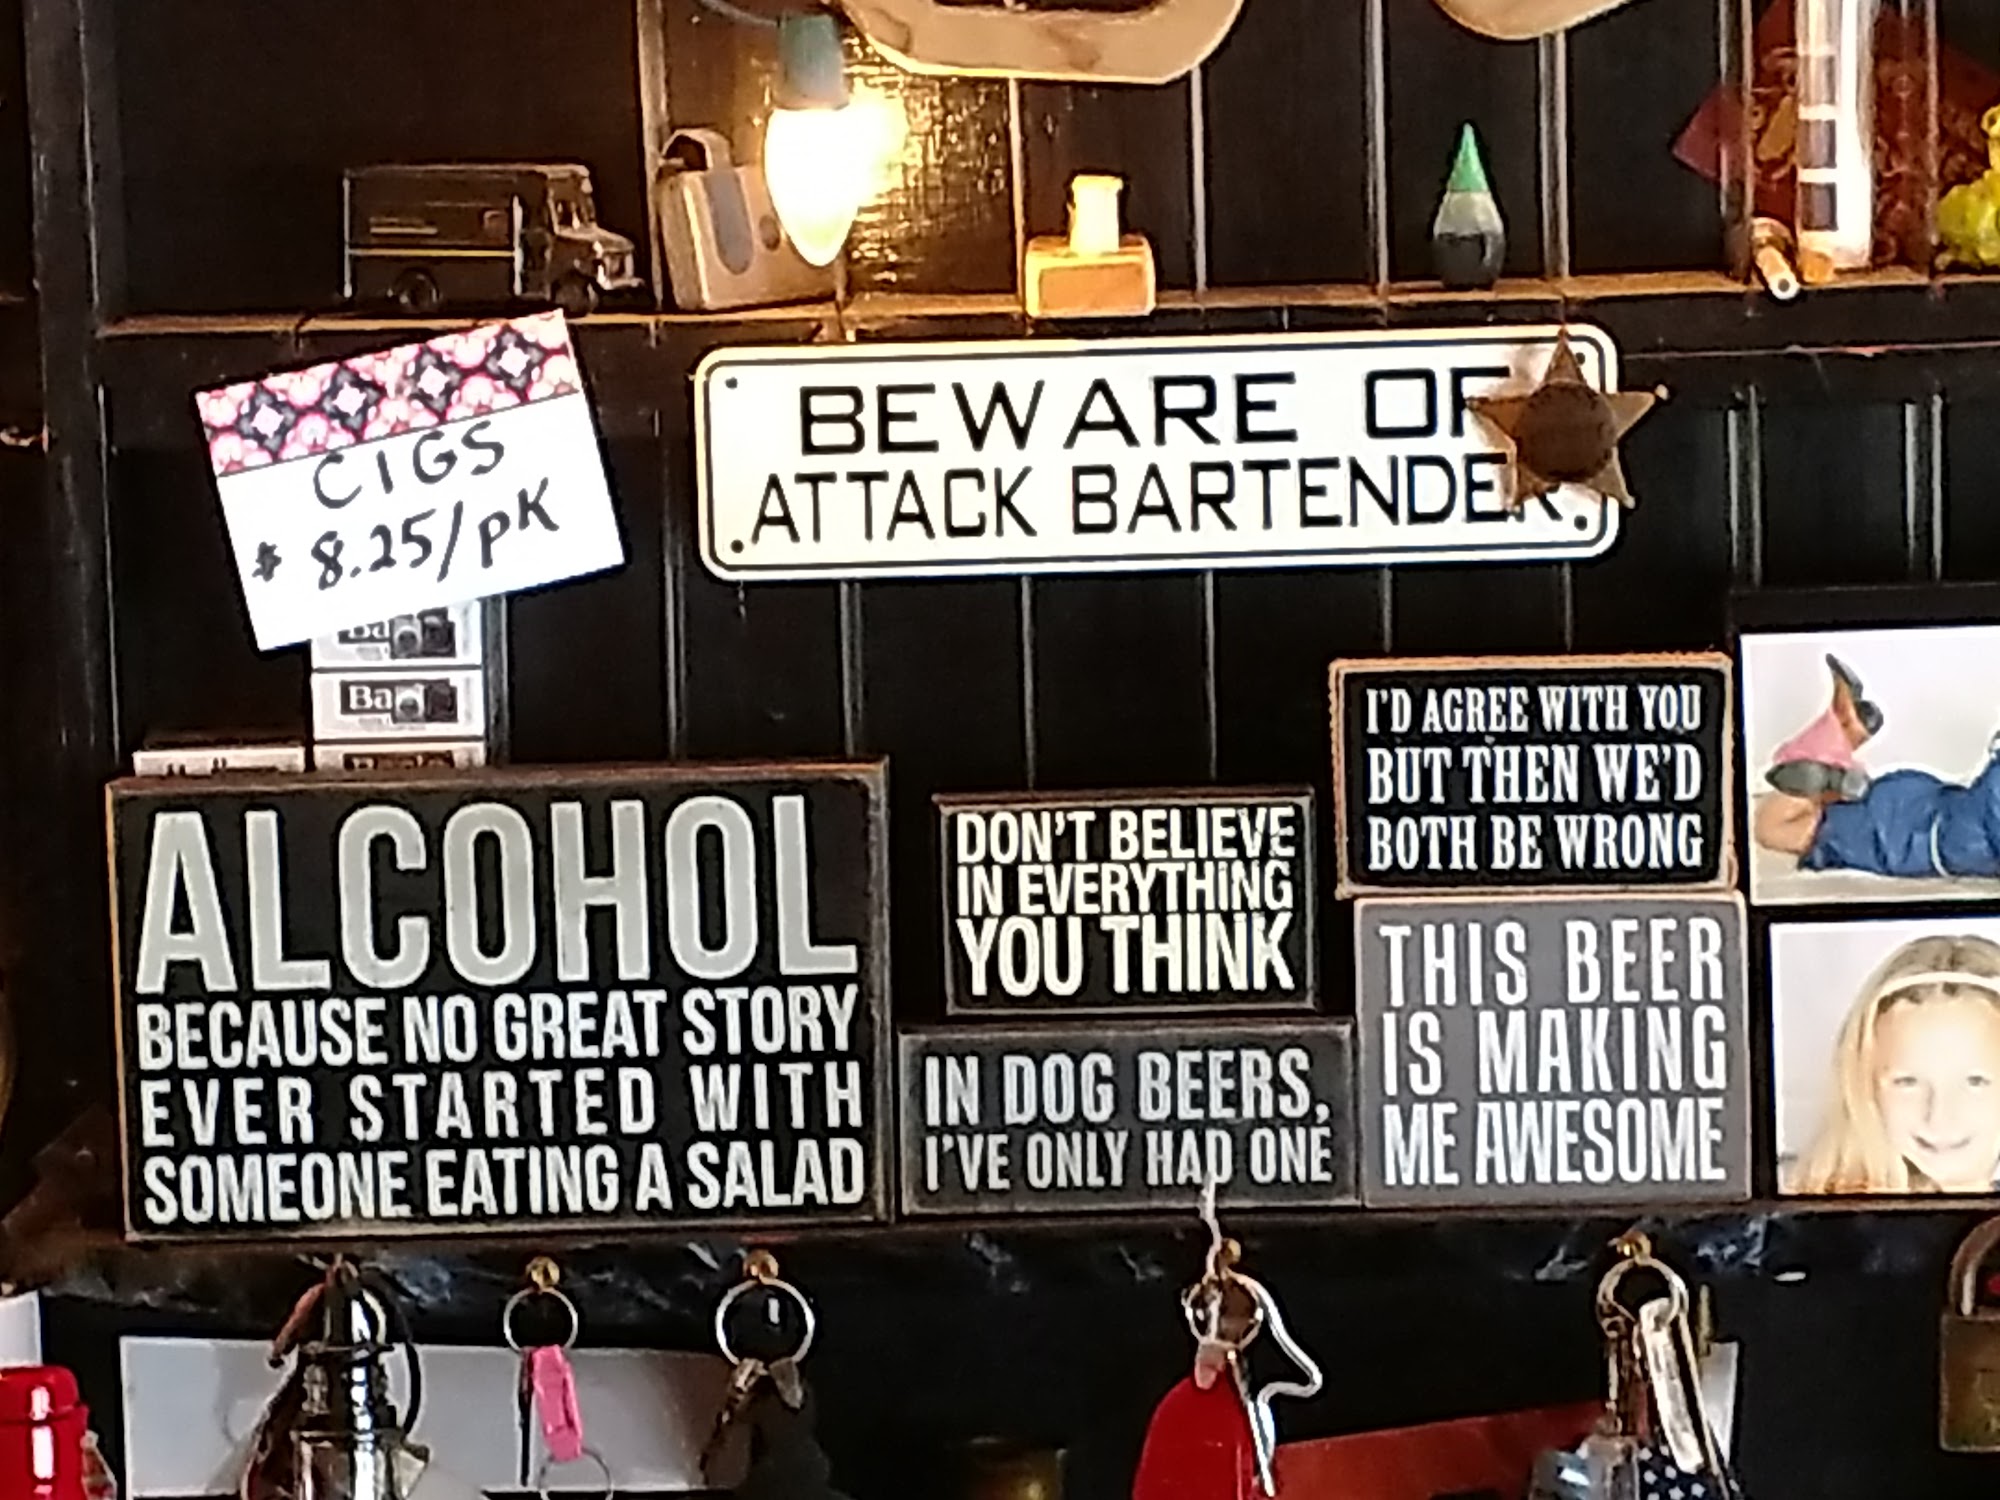 CIGS
$ 8.25/pK
BEWARE OF
ATTACK BARTENDER
ALCOHOL
BECAUSE NO GREAT STORY
EVER STARTED WITH
SOMEONE EATING A SALAD
DON'T BELIEVE
IN EVERYTHING
YOU THINK
IN DOG BEERS,
I'VE ONLY HAD ONE
I'D AGREE WITH YOU
BUT THEN WE'D
BOTH BE WRONG
THIS BEER
IS MAKING
ME AWESOME